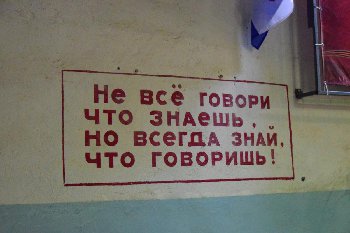 Не всё говори
что знаешь,
но всегда знай,
что говоришь!